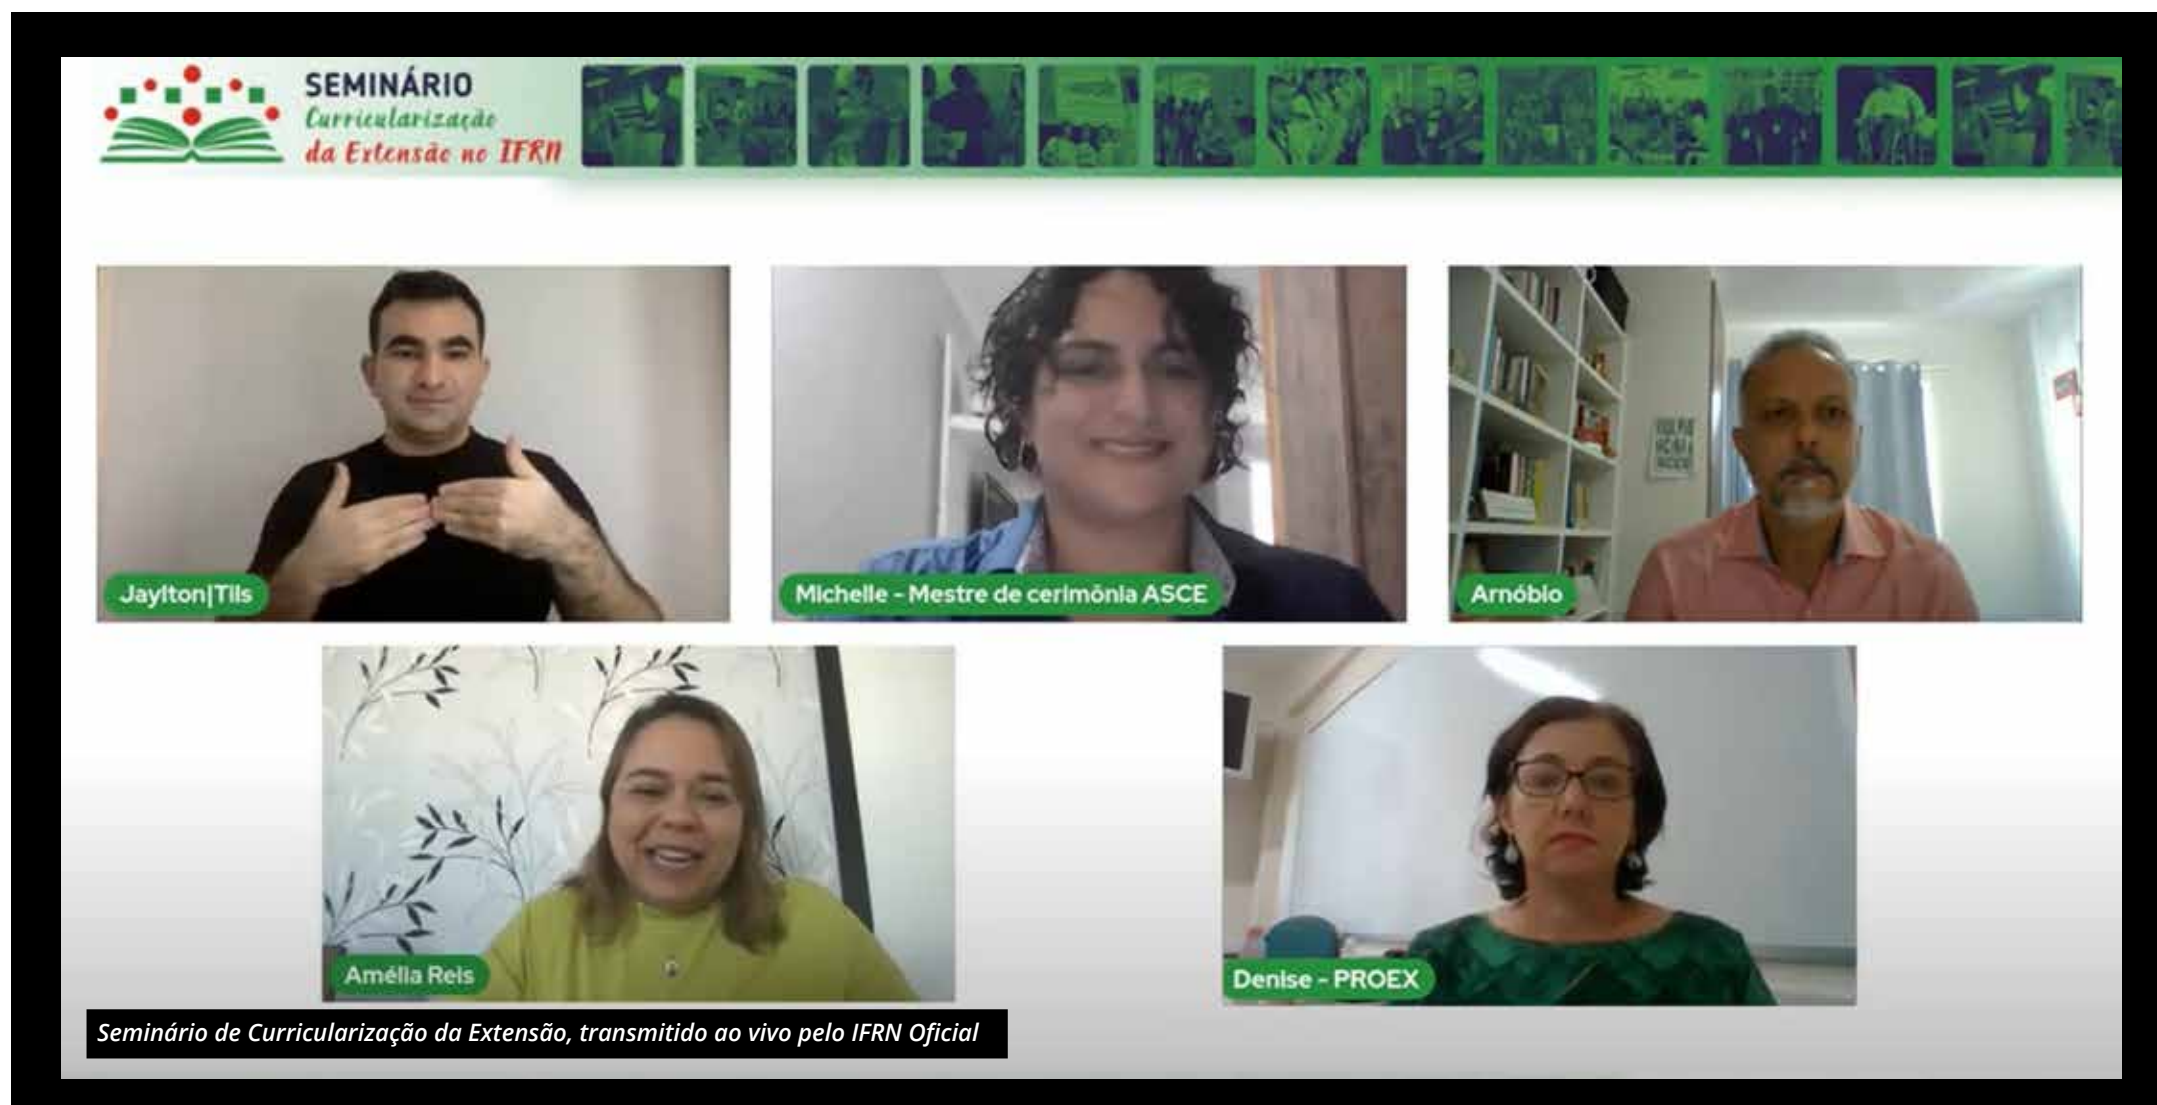 SEMINÁRIO
Curricularização
da Extensão no IFRN
Jaylton|Tils
Michelle - Mestre de cerimônia ASCE
Arnóbio
Amélia Reis
Denise - PROEX
Seminário de Curricularização da Extensão, transmitido ao vivo pelo IFRN Oficial